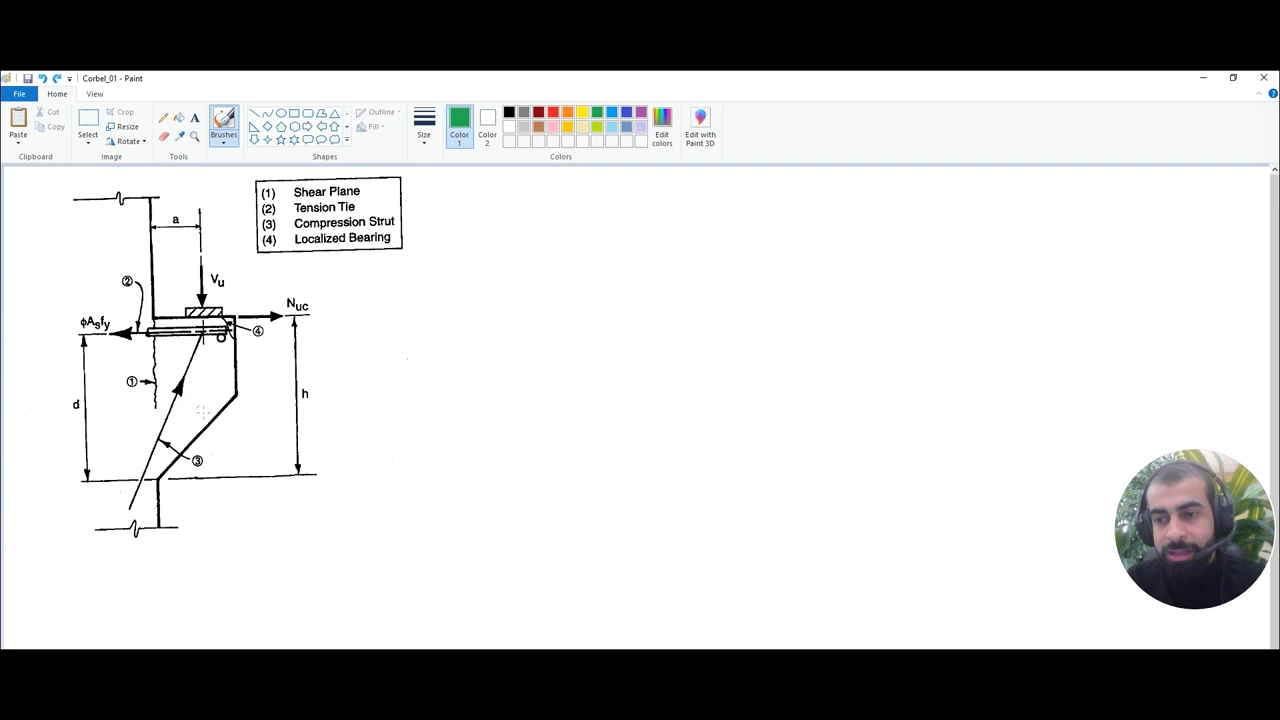 Corbel_01 - Paint
File
Home
View
Paste
Cut
Copy
Clipboard
Select
Crop
Resize
Rotate
Image
Tools
Brushes
Shapes
Outline
Fill
Size
Color
1
Color
2
Edit
colors
Colors
Edit with
Paint 3D
(1) Shear Plane
(2) Tension Tie
(3) Compression Strut
(4) Localized Bearing
a
Vu
②
Nuc
ϕAsfy
④
①
d
h
③